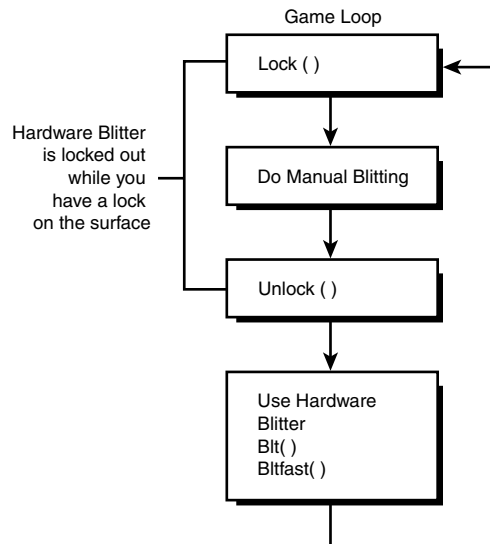 Game Loop
Lock ( )
Hardware Blitter
is locked out
while you
have a lock
on the surface
Do Manual Blitting
Unlock ( )
Use Hardware
Blitter
Blt( )
Bltfast( )